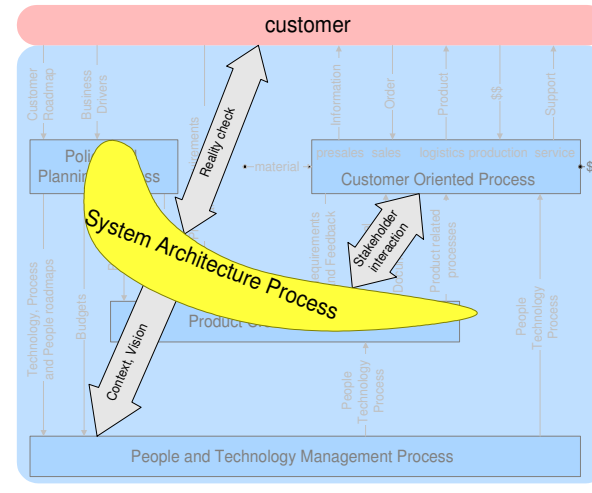 customer
Customer
Roadmap
Business
Drivers
Information
Order
Product
$$
Support
Reality check
material
presales sales logistics production service
Customer Oriented Process
$
System Architecture Process
Stakeholder
interaction
Product related
processes
and Feedback
Technology, Process
and People roadmaps
Budgets
Context, Vision
People
Technology
Process
People
Technology
Process
People and Technology Management Process